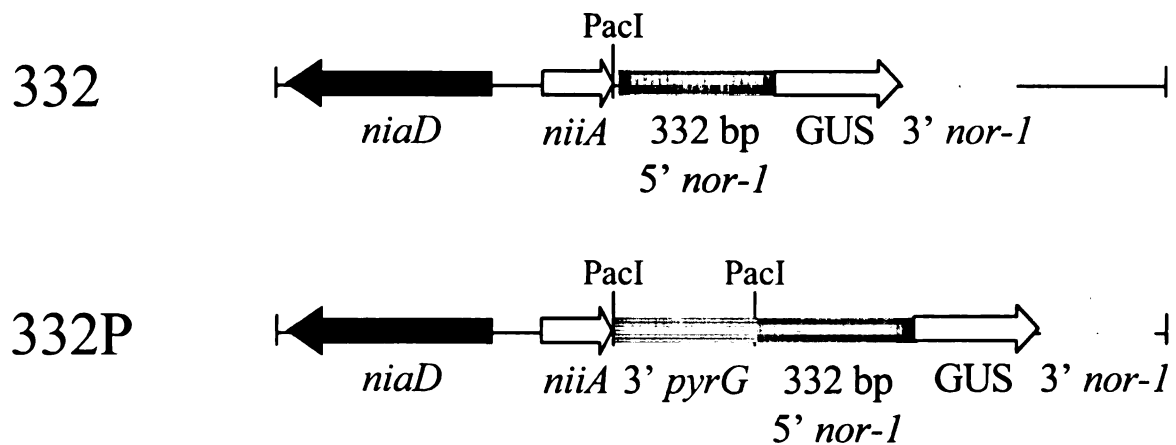 PacI
332
niaD niiA 332 bp GUS 3’ nor-1
5’ nor-1
PacI PacI
332P
niaD niiA 3’ pyrG 332 bp GUS 3’ nor-1
5’ nor-1